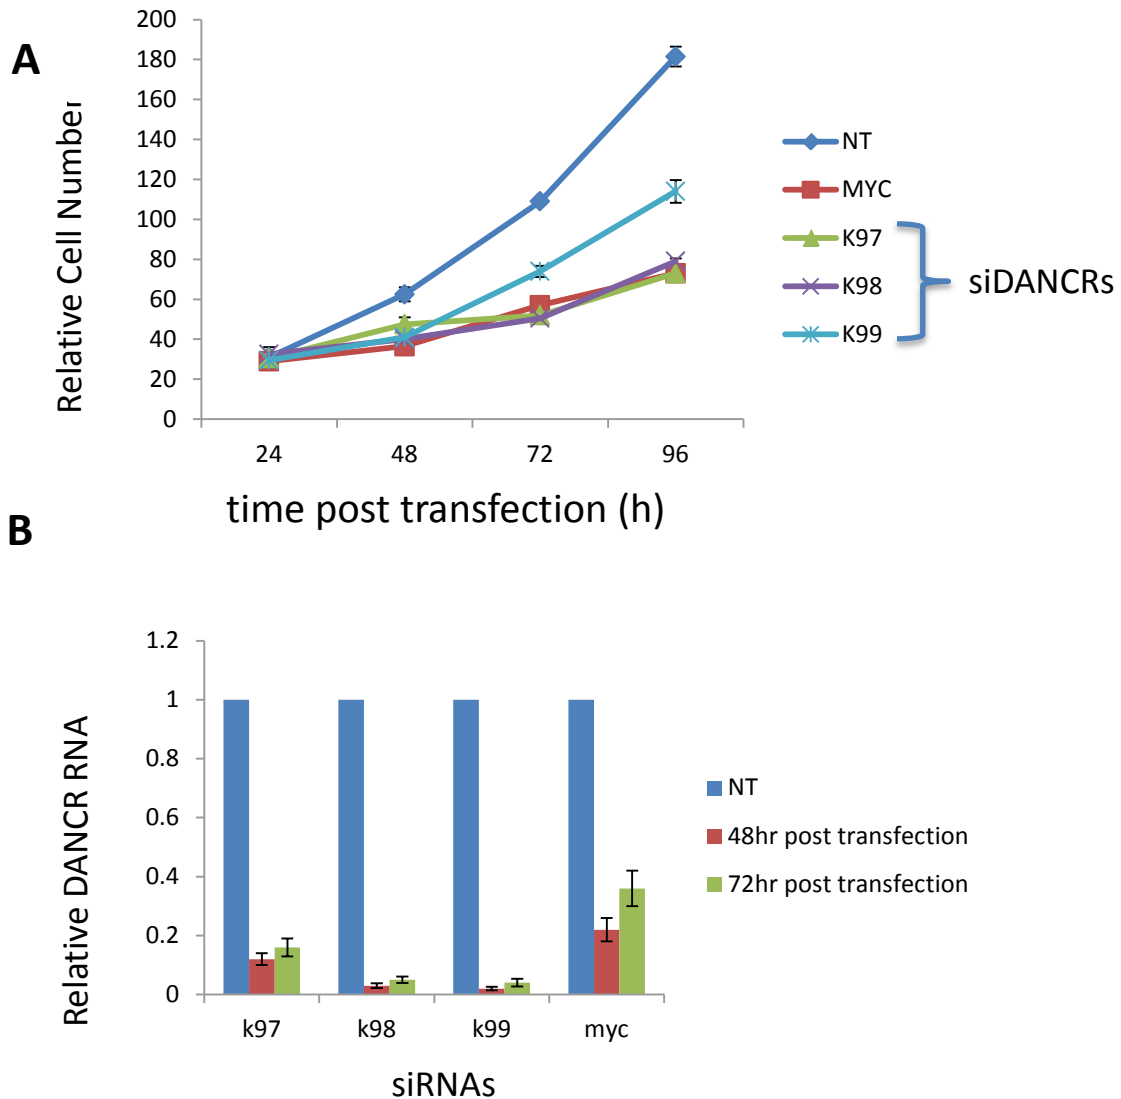 A
Relative Cell Number
200
180
160
140
120
100
80
60
40
20
0
24 48 72 96
time post transfection (h)
NT
MYC
K97
K98
K99
siDANCRs
B
Relative DANCR RNA
1.2
1
0.8
0.6
0.4
0.2
0
k97 k98 k99 myc
siRNAs
NT
48hr post transfection
72hr post transfection